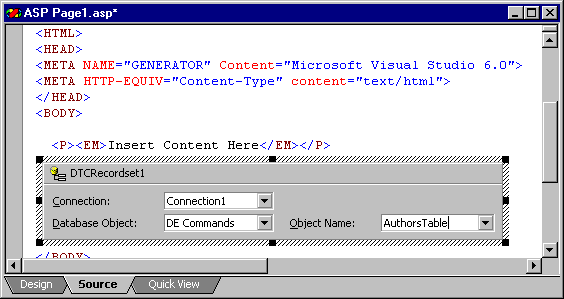 ASP Page1.asp*
<HTML>
<HEAD>
<META NAME="GENERATOR" Content="Microsoft Visual Studio 6.0">
<META HTTP-EQUIV="Content-Type" content="text/html">
</HEAD>
<BODY>
<P><EM>Insert Content Here</EM></P>
DTCRecordset1
Connection: Connection1
Database Object: DE Commands Object Name: AuthorsTable
</BODY>
Design Source Quick View